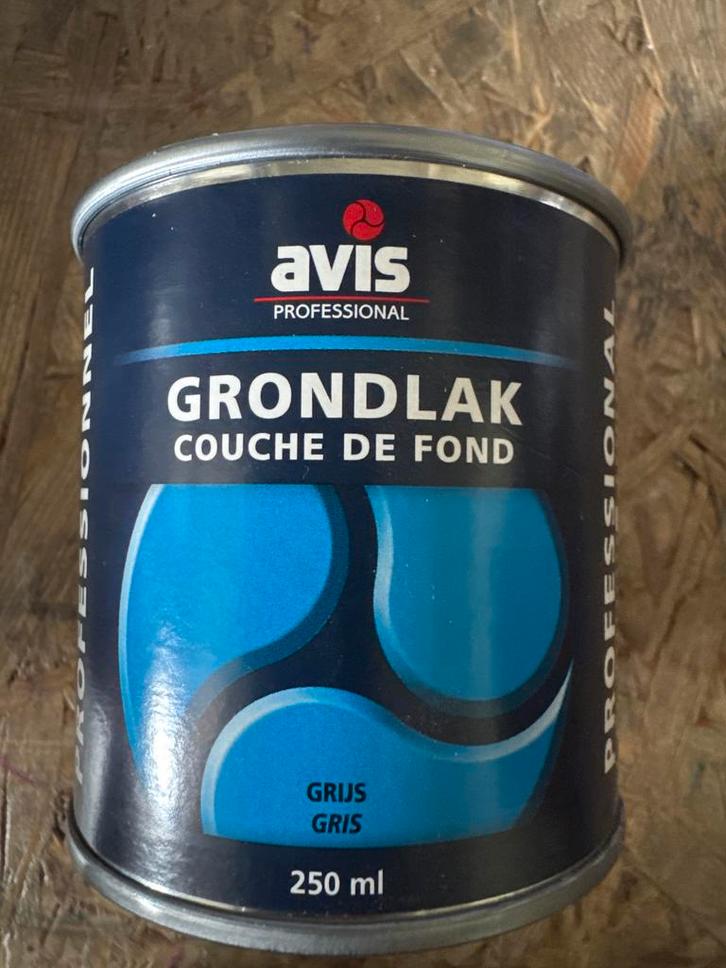 avis
PROFESSIONAL
GRONDLAK
COUCHE DE FOND
PROFESSIONNEL
PROFESSIONAL
GRIJS
GRIS
250 ml